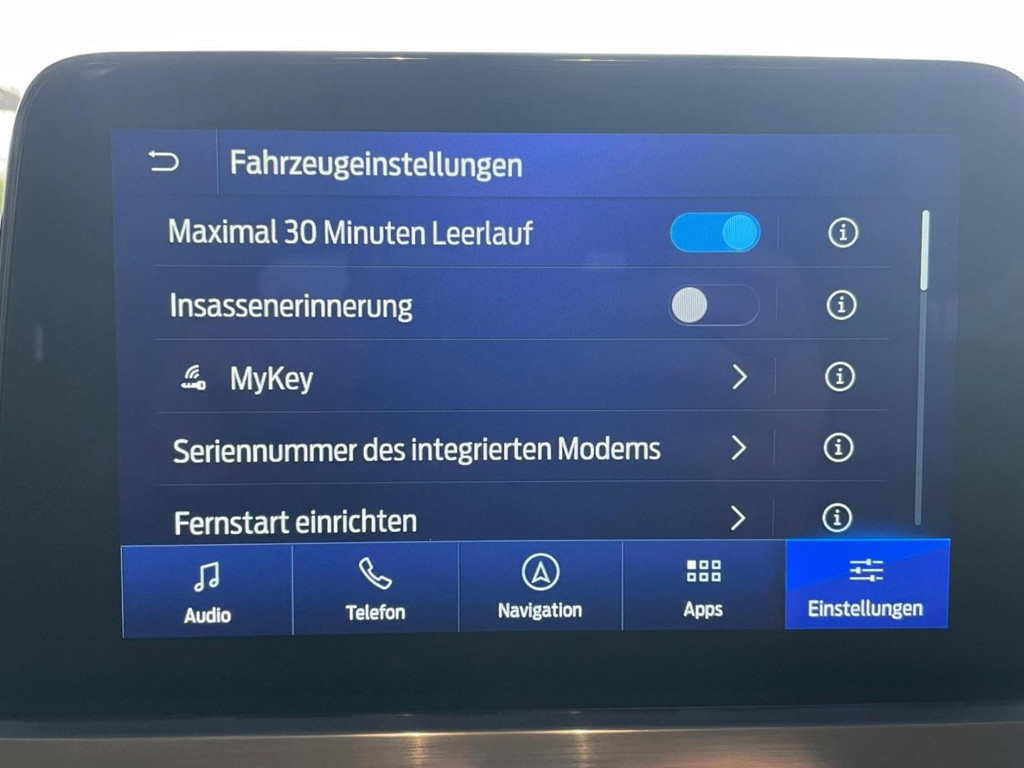 Fahrzeugeinstellungen
Maximal 30 Minuten Leerlauf
Insassenerinnerung
MyKey
Seriennummer des integrierten Modems
Fernstart einrichten
Audio
Telefon
Navigation
Apps
Einstellungen